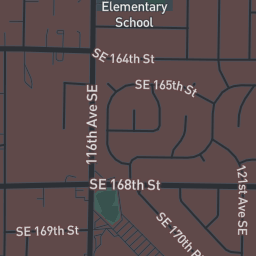 Elementary
School
SE 164th St
SE 165th St
116th Ave SE
SE 168th St
121st Ave SE
SE 169th St
SE 170th